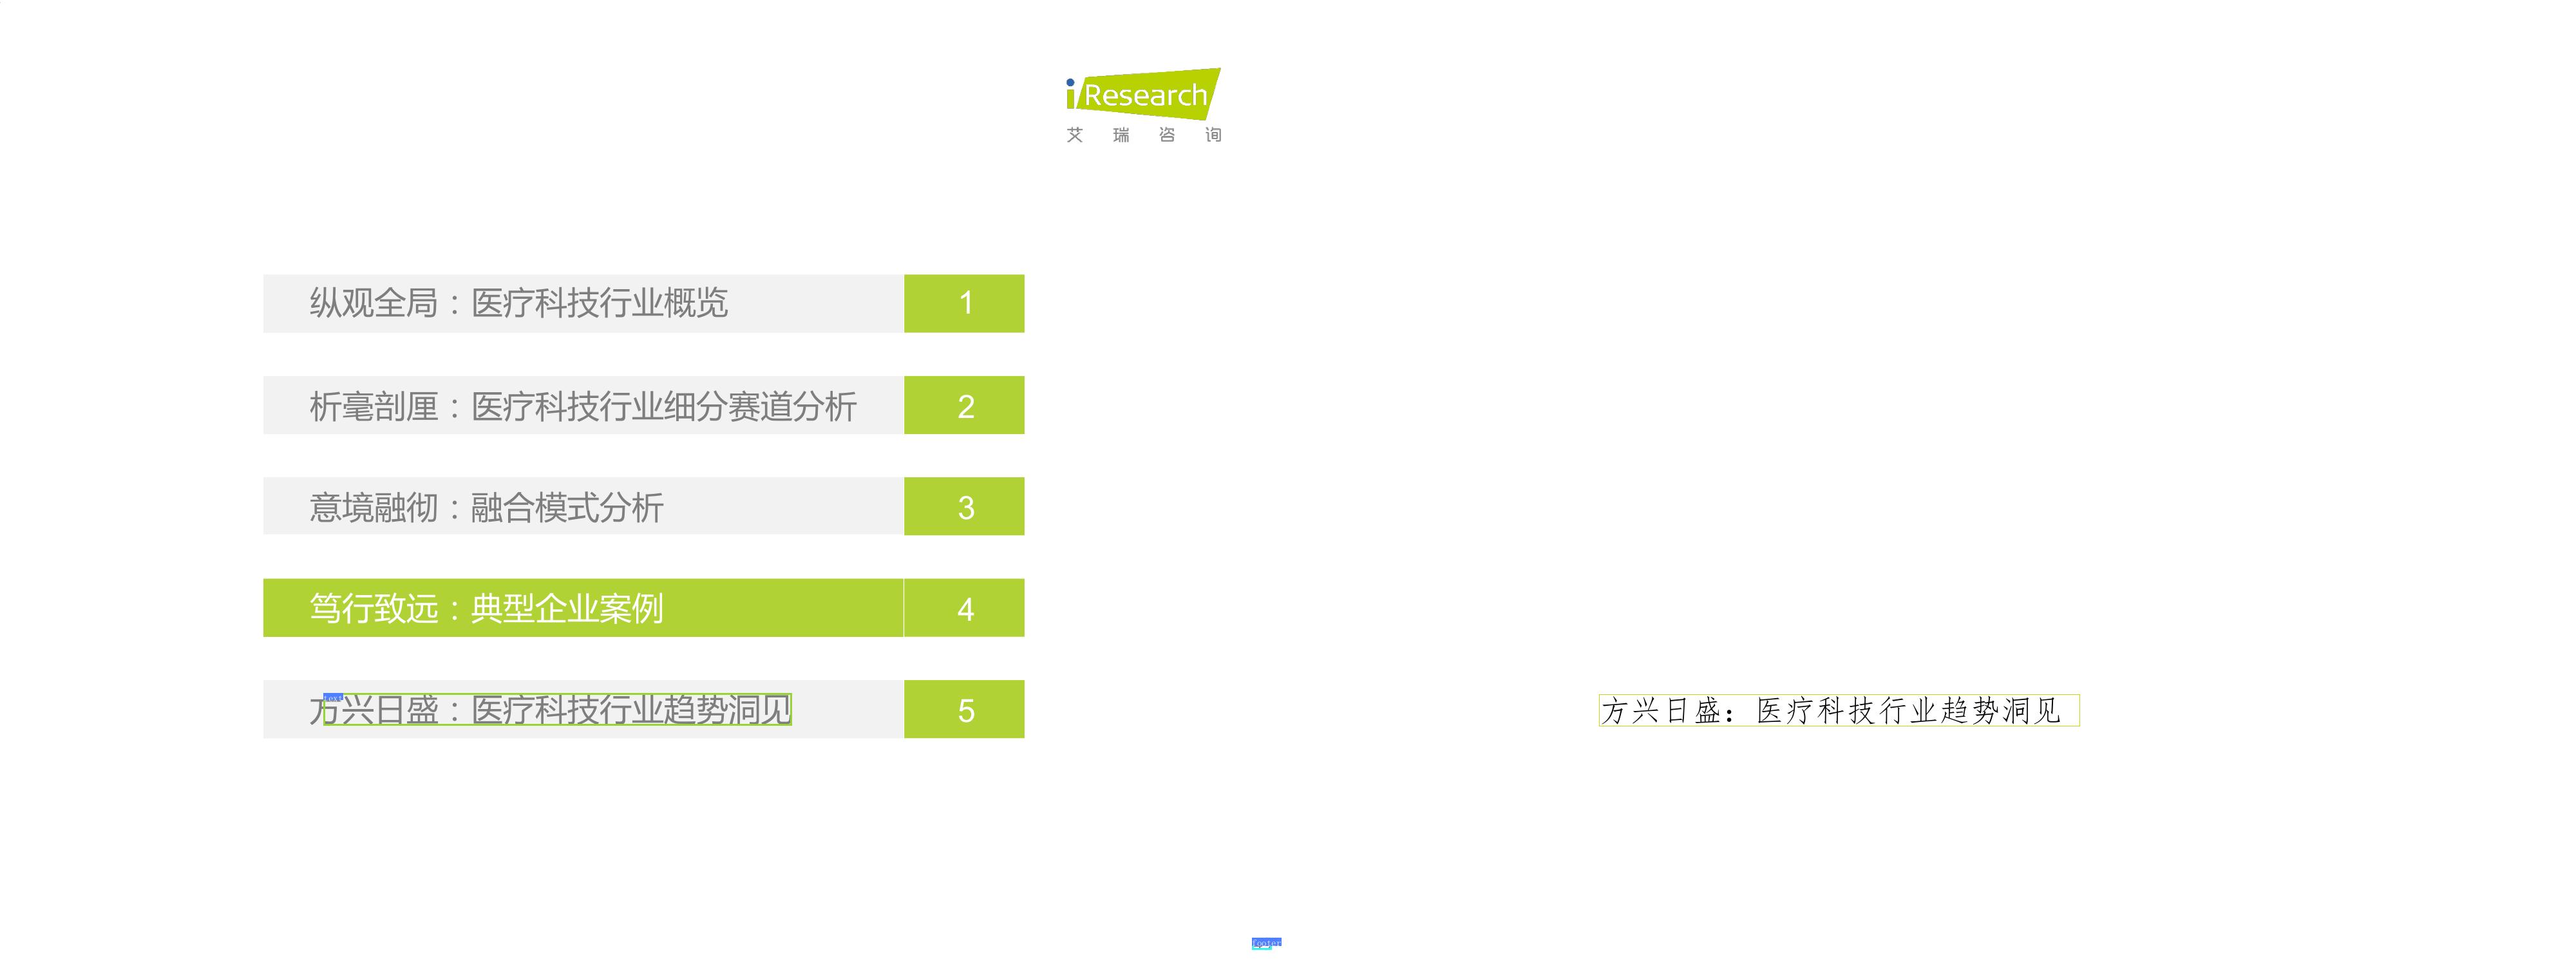 iResearch
艾瑞咨询
纵观全局：医疗科技行业概览 1
析毫剖厘：医疗科技行业细分赛道分析 2
意境融彻：融合模式分析 3
笃行致远：典型企业案例 4
text
方兴日盛：医疗科技行业趋势洞见 5
方兴日盛：医疗科技行业趋势洞见
footer